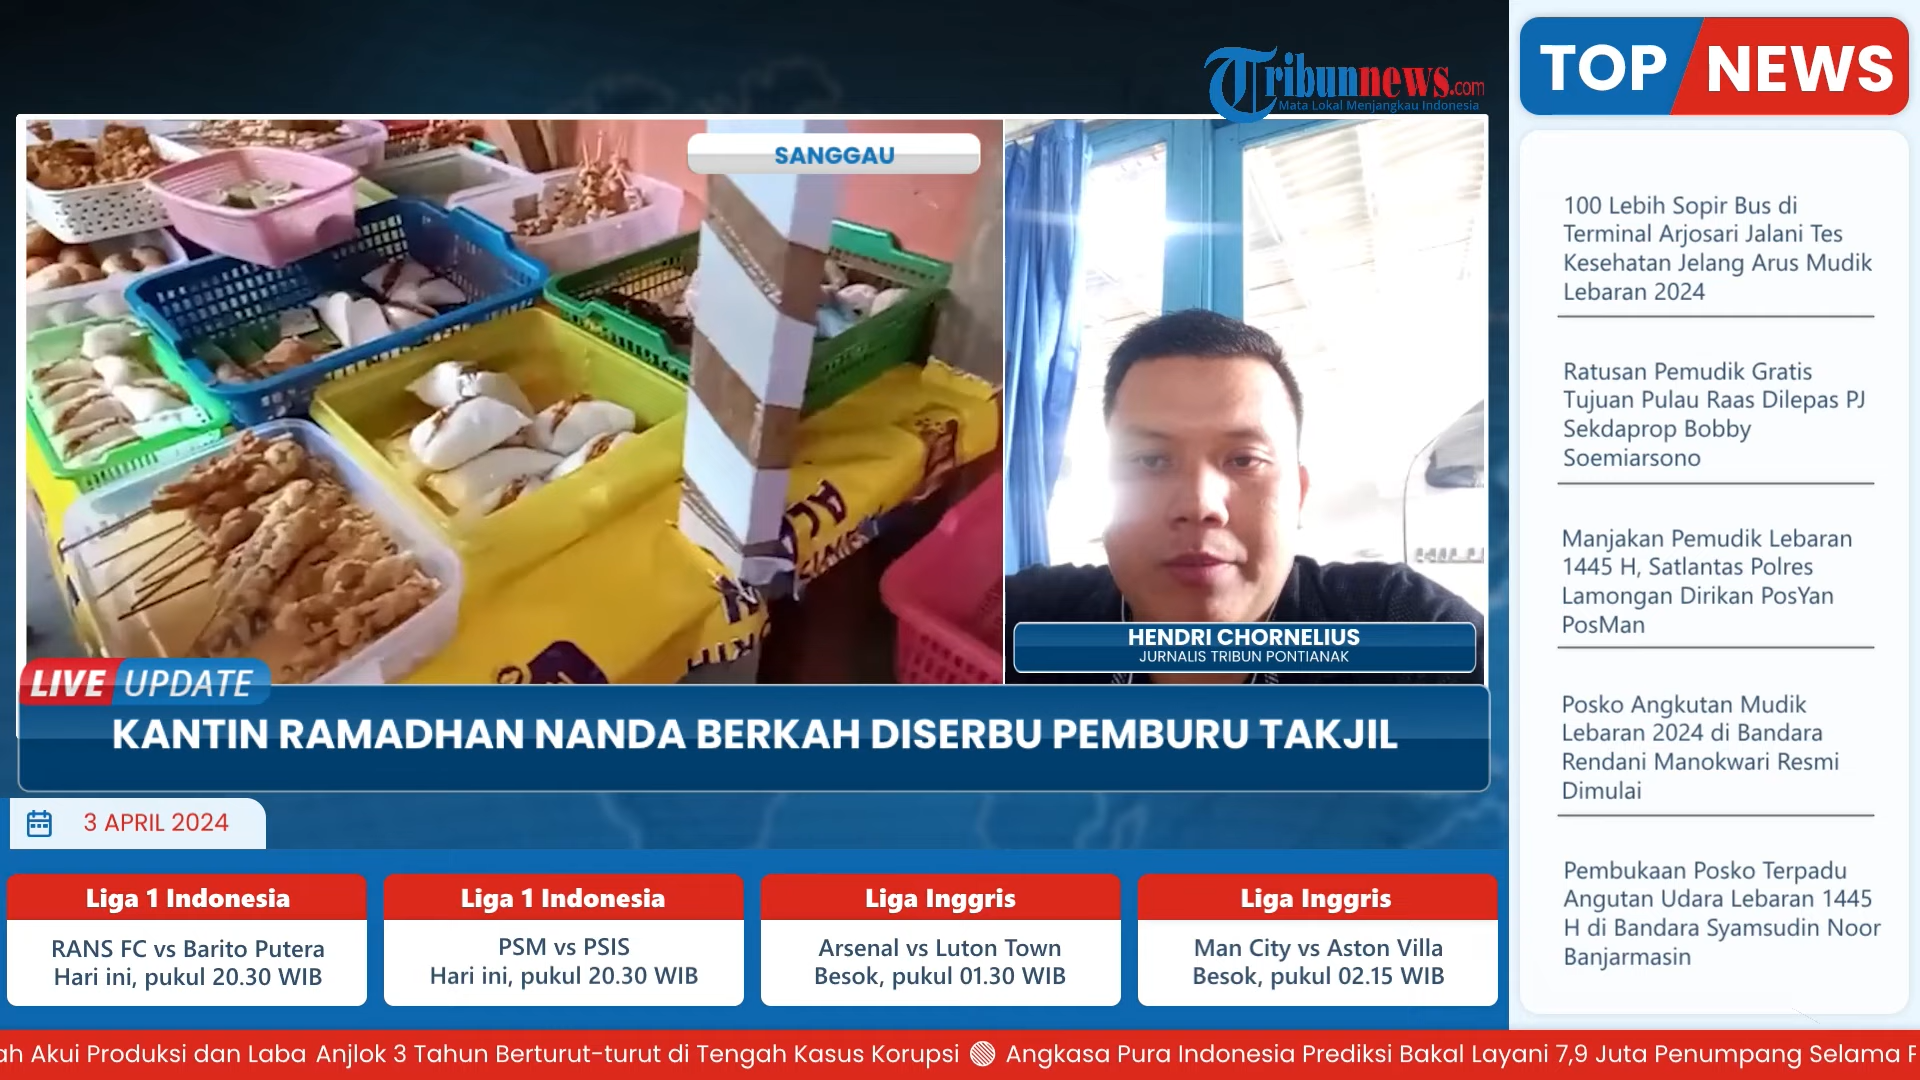 Tribunnews.com
Mata Lokal Menjangkau Indonesia
SANGGAU
HENDRI CHORNELIUS
JURNALIS TRIBUN PONTIANAK
LIVE UPDATE
KANTIN RAMADHAN NANDA BERKAH DISERBU PEMBURU TAKJIL
3 APRIL 2024
Liga 1 Indonesia
RANS FC vs Barito Putera
Hari ini, pukul 20.30 WIB
Liga 1 Indonesia
PSM vs PSIS
Hari ini, pukul 20.30 WIB
Liga Inggris
Arsenal vs Luton Town
Besok, pukul 01.30 WIB
Liga Inggris
Man City vs Aston Villa
Besok, pukul 02.15 WIB
TOP NEWS
100 Lebih Sopir Bus di
Terminal Arjosari Jalani Tes
Kesehatan Jelang Arus Mudik
Lebaran 2024
Ratusan Pemudik Gratis
Tujuan Pulau Raas Dilepas PJ
Sekdaprop Bobby
Soemiarsono
Manjakan Pemudik Lebaran
1445 H, Satlantas Polres
Lamongan Dirikan PosYan
PosMan
Posko Angkutan Mudik
Lebaran 2024 di Bandara
Rendani Manokwari Resmi
Dimulai
Pembukaan Posko Terpadu
Angutan Udara Lebaran 1445
H di Bandara Syamsudin Noor
Banjarmasin
ah Akui Produksi dan Laba Anjlok 3 Tahun Berturut-turut di Tengah Kasus Korupsi Angkasa Pura Indonesia Prediksi Bakal Layani 7,9 Juta Penumpang Selama